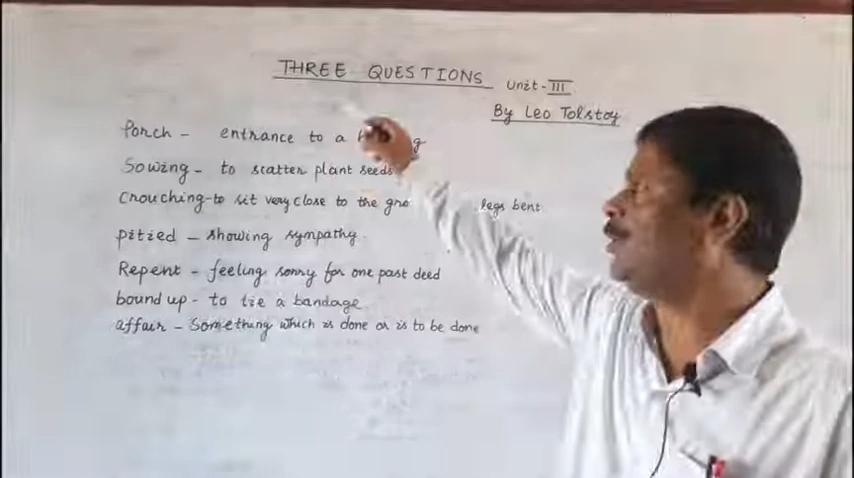 THREE QUESTIONS Unit - III
By Leo Tolstoy
Porch - entrance to a
Sowing - to scatter plant seeds
Crouching - to sit very close to the gro legs bent
pitied - showing sympathy.
Repent - feeling sorry for one past deed
bound up - to tie a bandage
affair - Something which is done or is to be done